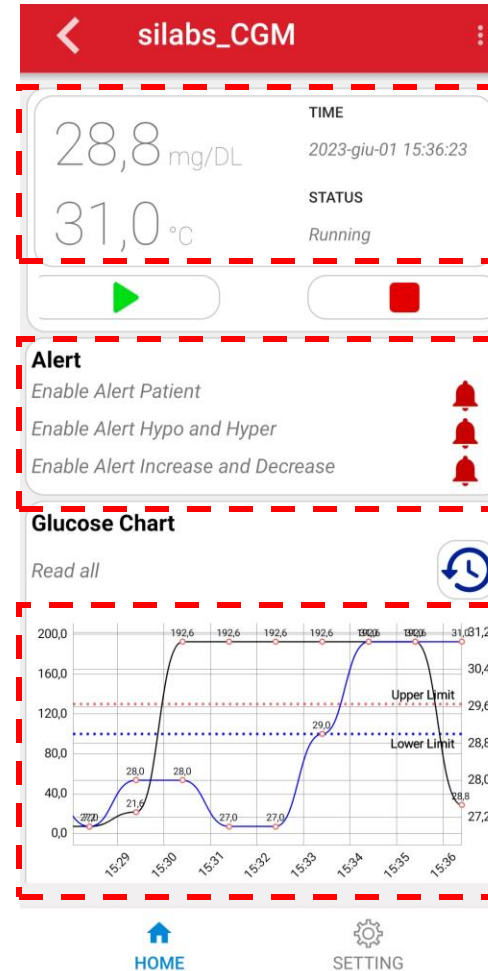 silabs_CGM
28,8 mg/DL
TIME
2023-giu-01 15:36:23
31,0 °C
STATUS
Running
Alert
Enable Alert Patient
Enable Alert Hypo and Hyper
Enable Alert Increase and Decrease
Glucose Chart
Read all
200,0 192,6 192,6 192,6 192,6 31,0 31,2
160,0 30,4
Upper Limit 29,6
120,0
29,0
Lower Limit 28,8
80,0
28,0 28,0 28,0
40,0 21,6 28,8
27,0 27,0 27,2
0,0
15:29 15:30 15:31 15:32 15:33 15:34 15:35 15:36
HOME SETTING